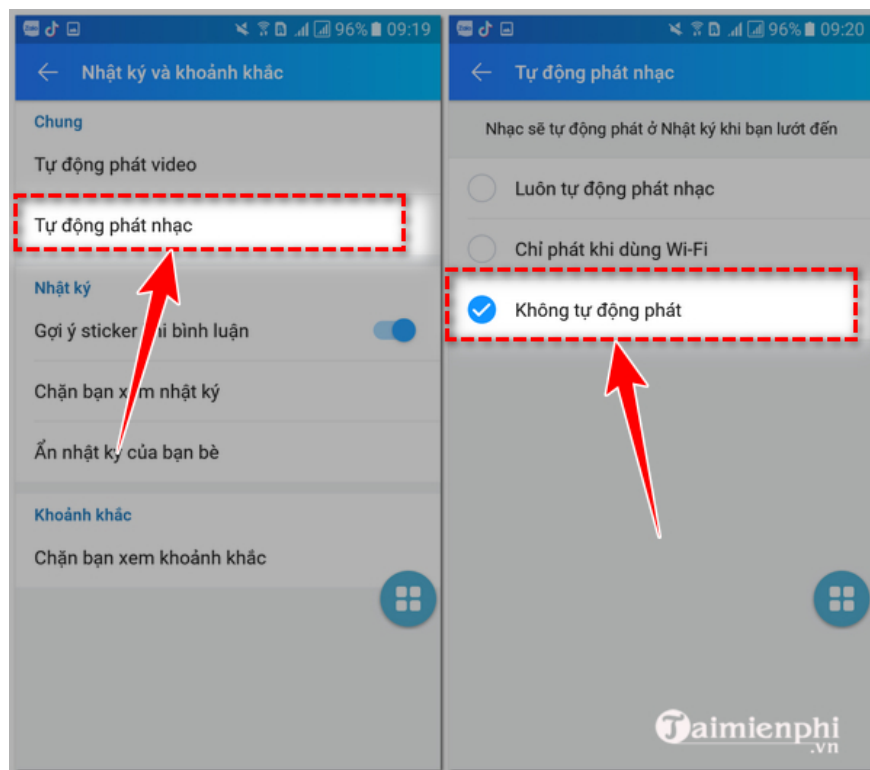 96% 09:19
Nhật ký và khoảnh khắc
Chung
Tự động phát video
Tự động phát nhạc
Nhật ký
Gợi ý sticker khi bình luận
Chặn bạn xem nhật ký
Ẩn nhật ký của bạn bè
Khoảnh khắc
Chặn bạn xem khoảnh khắc
96% 09:20
Tự động phát nhạc
Nhạc sẽ tự động phát ở Nhật ký khi bạn lướt đến
Luôn tự động phát nhạc
Chỉ phát khi dùng Wi-Fi
Không tự động phát
Taimienphi
.vn